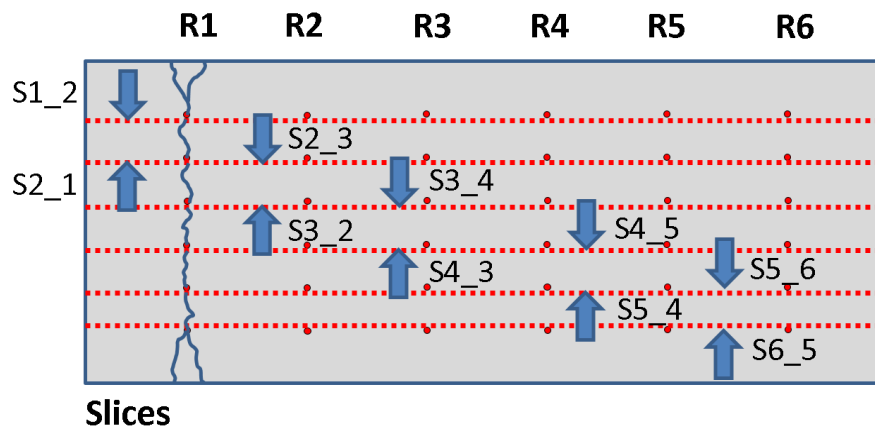 R1 R2 R3 R4 R5 R6
S1_2
S2_3
S2_1
S3_4
S3_2
S4_5
S4_3
S5_6
S5_4
S6_5
Slices